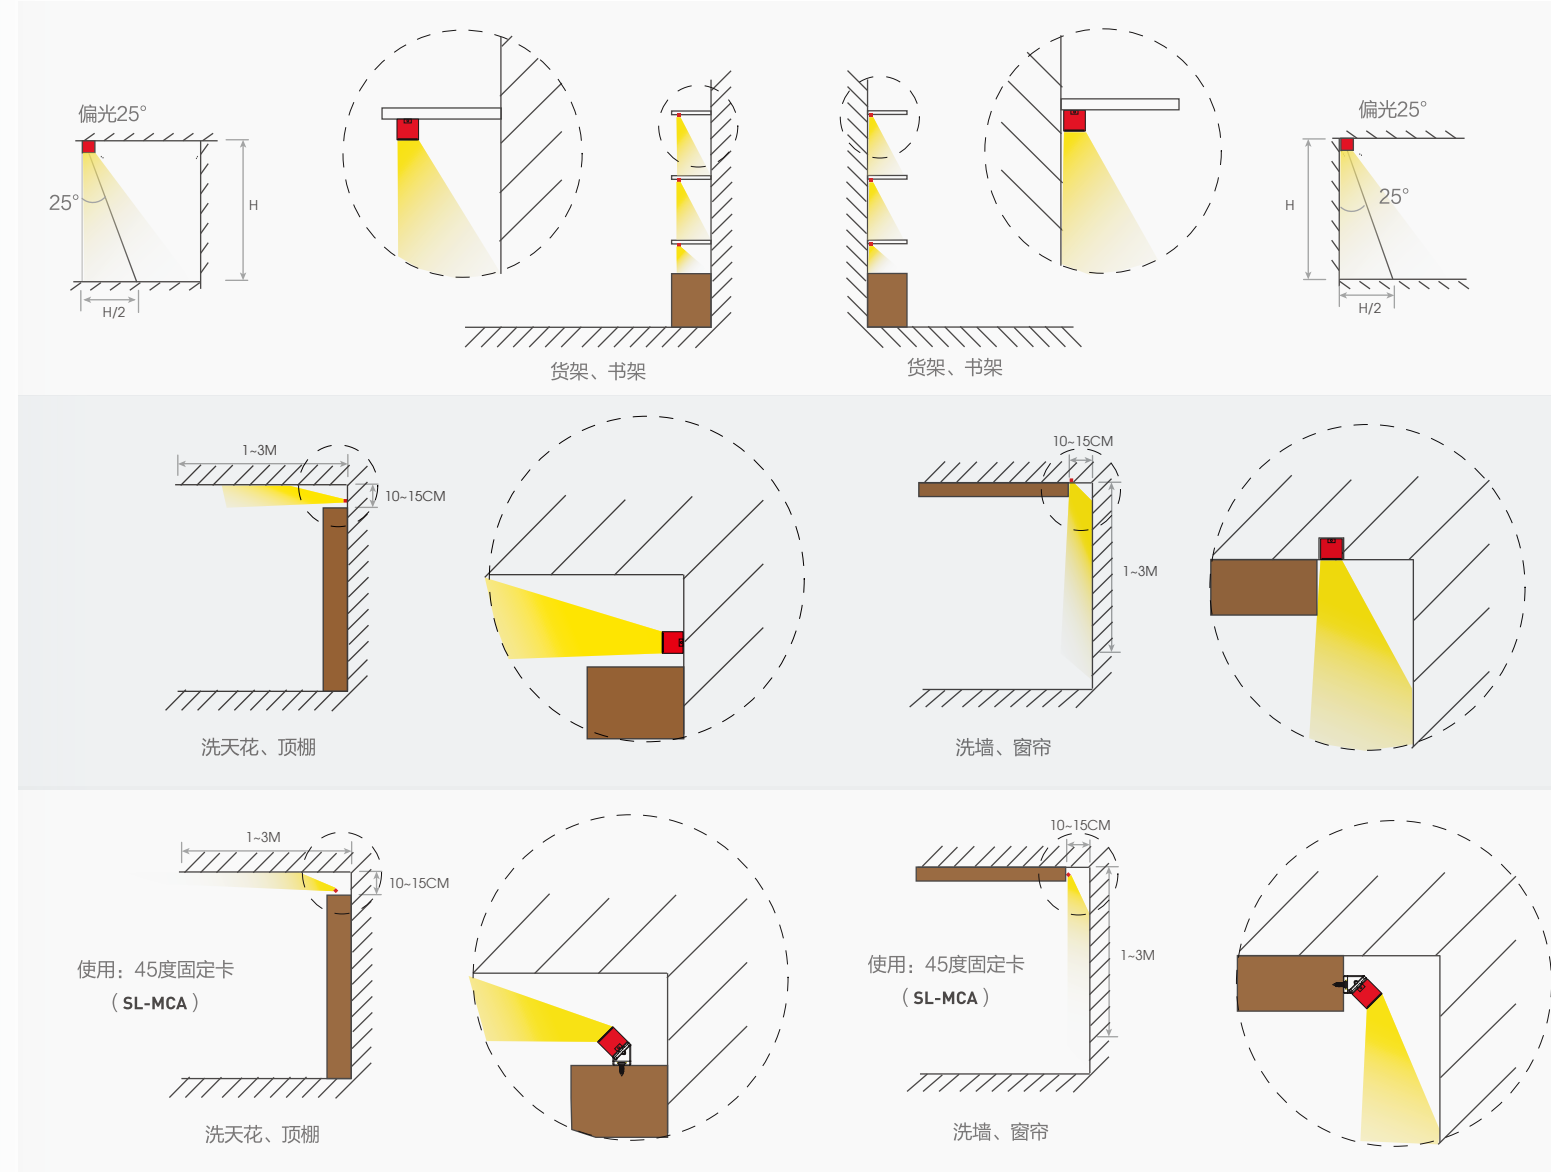 偏光25°
25°
H
H/2
货架、书架
货架、书架
偏光25°
25°
H
H/2
1~3M
10~15CM
洗天花、顶棚
10~15CM
1~3M
洗墙、窗帘
1~3M
10~15CM
使用：45度固定卡
（SL-MCA）
洗天花、顶棚
10~15CM
1~3M
使用：45度固定卡
（SL-MCA）
洗墙、窗帘